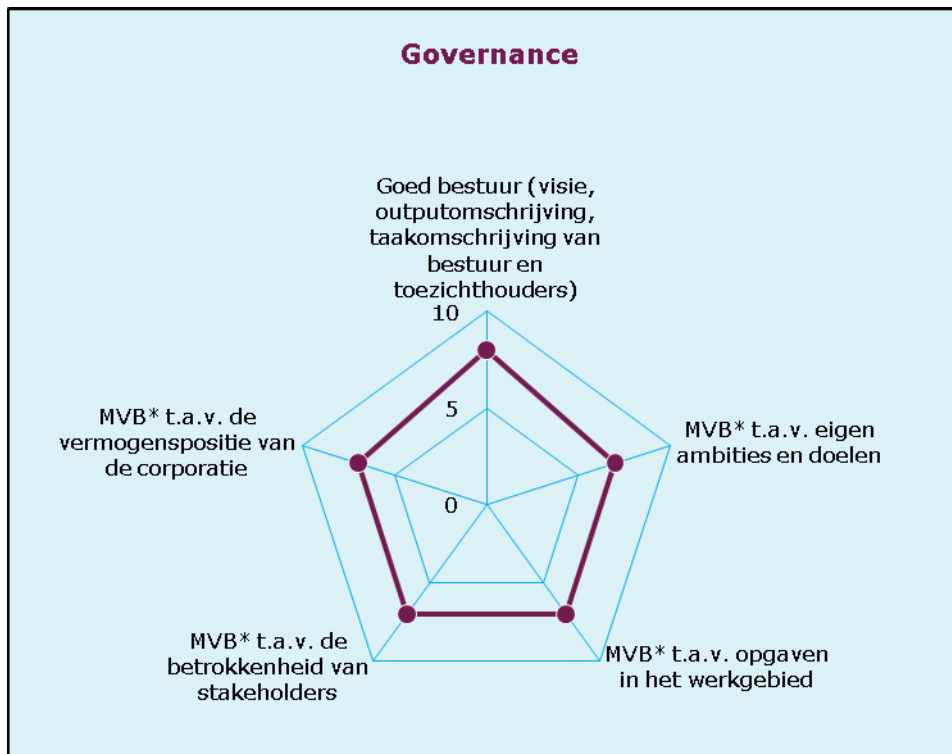 Governance
Goed bestuur (visie,
outputomschrijving,
taakomschrijving van
bestuur en
toezichthouders)
10
5
0
MVB* t.a.v. eigen
ambities en doelen
MVB* t.a.v. opgaven
in het werkgebied
MVB* t.a.v. de
betrokkenheid van
stakeholders
MVB* t.a.v. de
vermogenspositie van
de corporatie